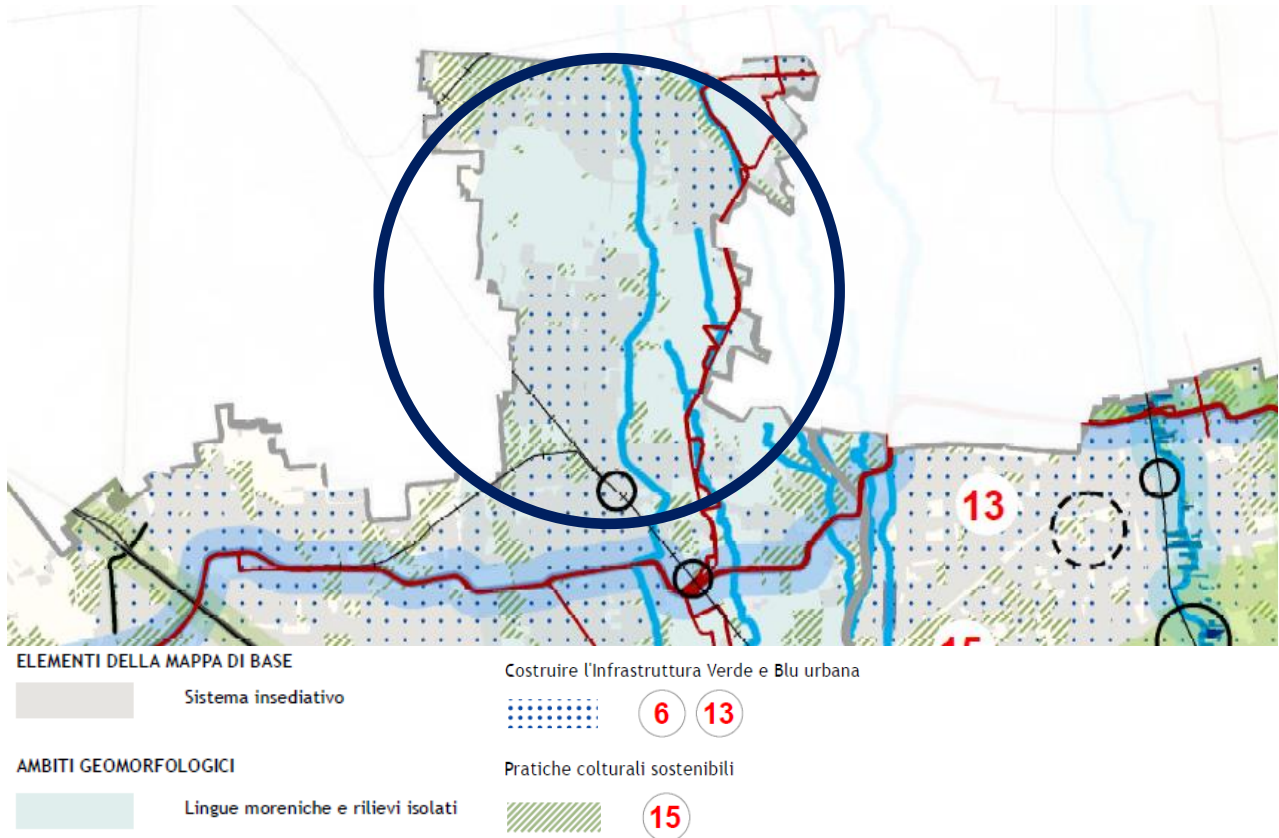 13
15
ELEMENTI DELLA MAPPA DI BASE
Sistema insediativo
AMBITI GEOMORFOLOGICI
Lingue moreniche e rilievi isolati
Costruire l'Infrastruttura Verde e Blu urbana
6 13
Pratiche colturali sostenibili
15